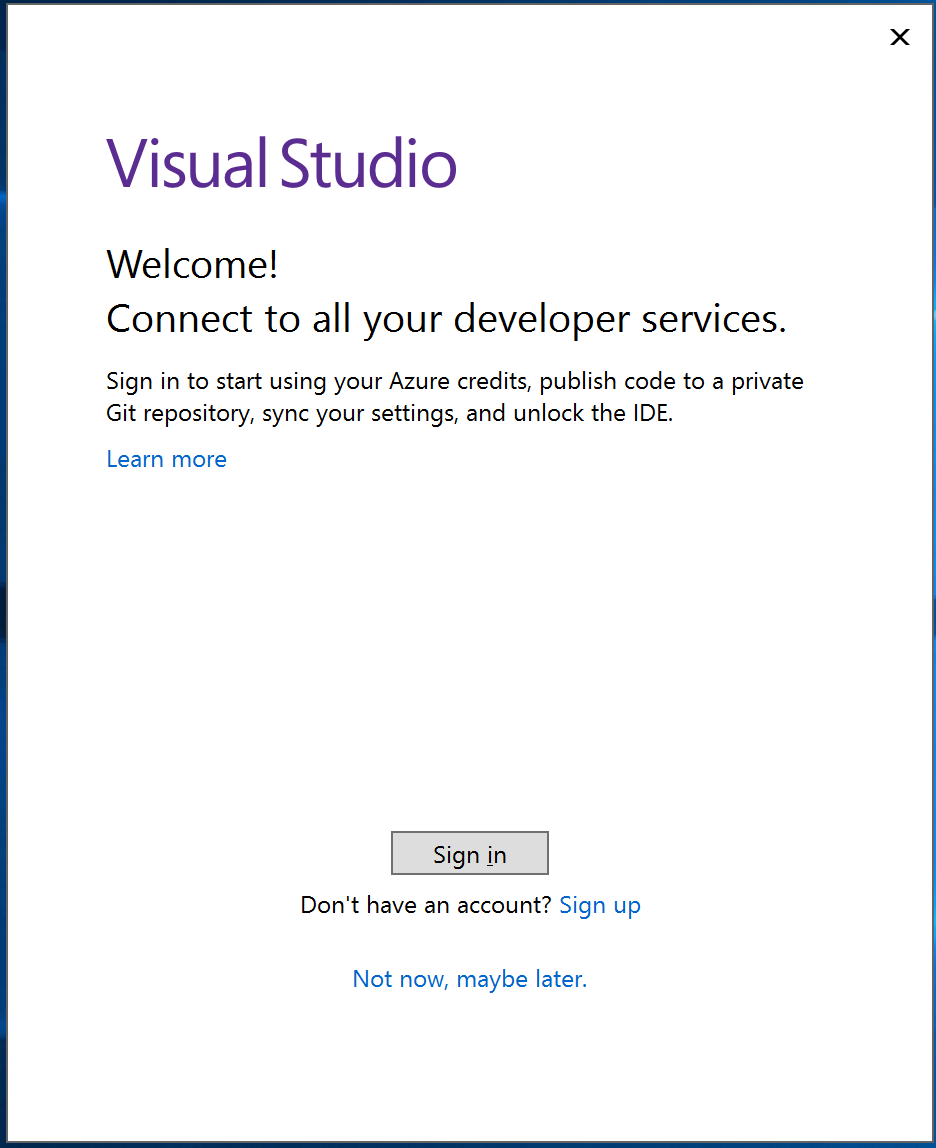 Visual Studio
Welcome!
Connect to all your developer services.
Sign in to start using your Azure credits, publish code to a private
Git repository, sync your settings, and unlock the IDE.
Learn more
Sign in
Don't have an account? Sign up
Not now, maybe later.